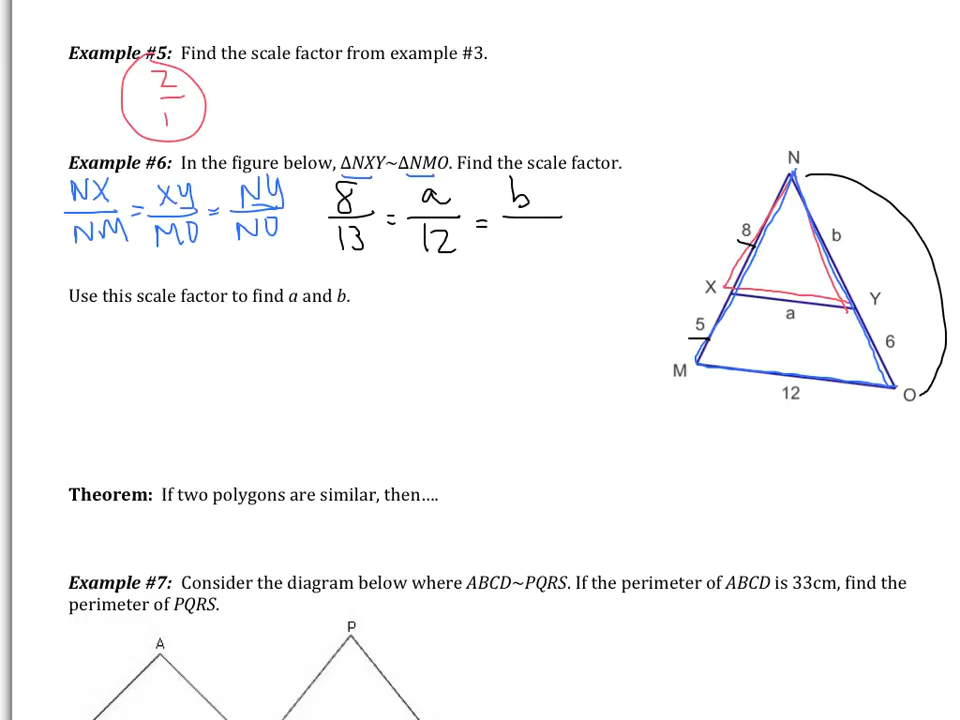 Example #5: Find the scale factor from example #3.
2/1
Example #6: In the figure below, ΔNXY~ΔNMO. Find the scale factor.
NX/NM = XY/MO = NY/NO 8/13 = a/12 = b/
Use this scale factor to find a and b.
N
8
b
X
Y
a
5
6
M
12
O
Theorem: If two polygons are similar, then….
Example #7: Consider the diagram below where ABCD~PQRS. If the perimeter of ABCD is 33cm, find the
perimeter of PQRS.
A
P